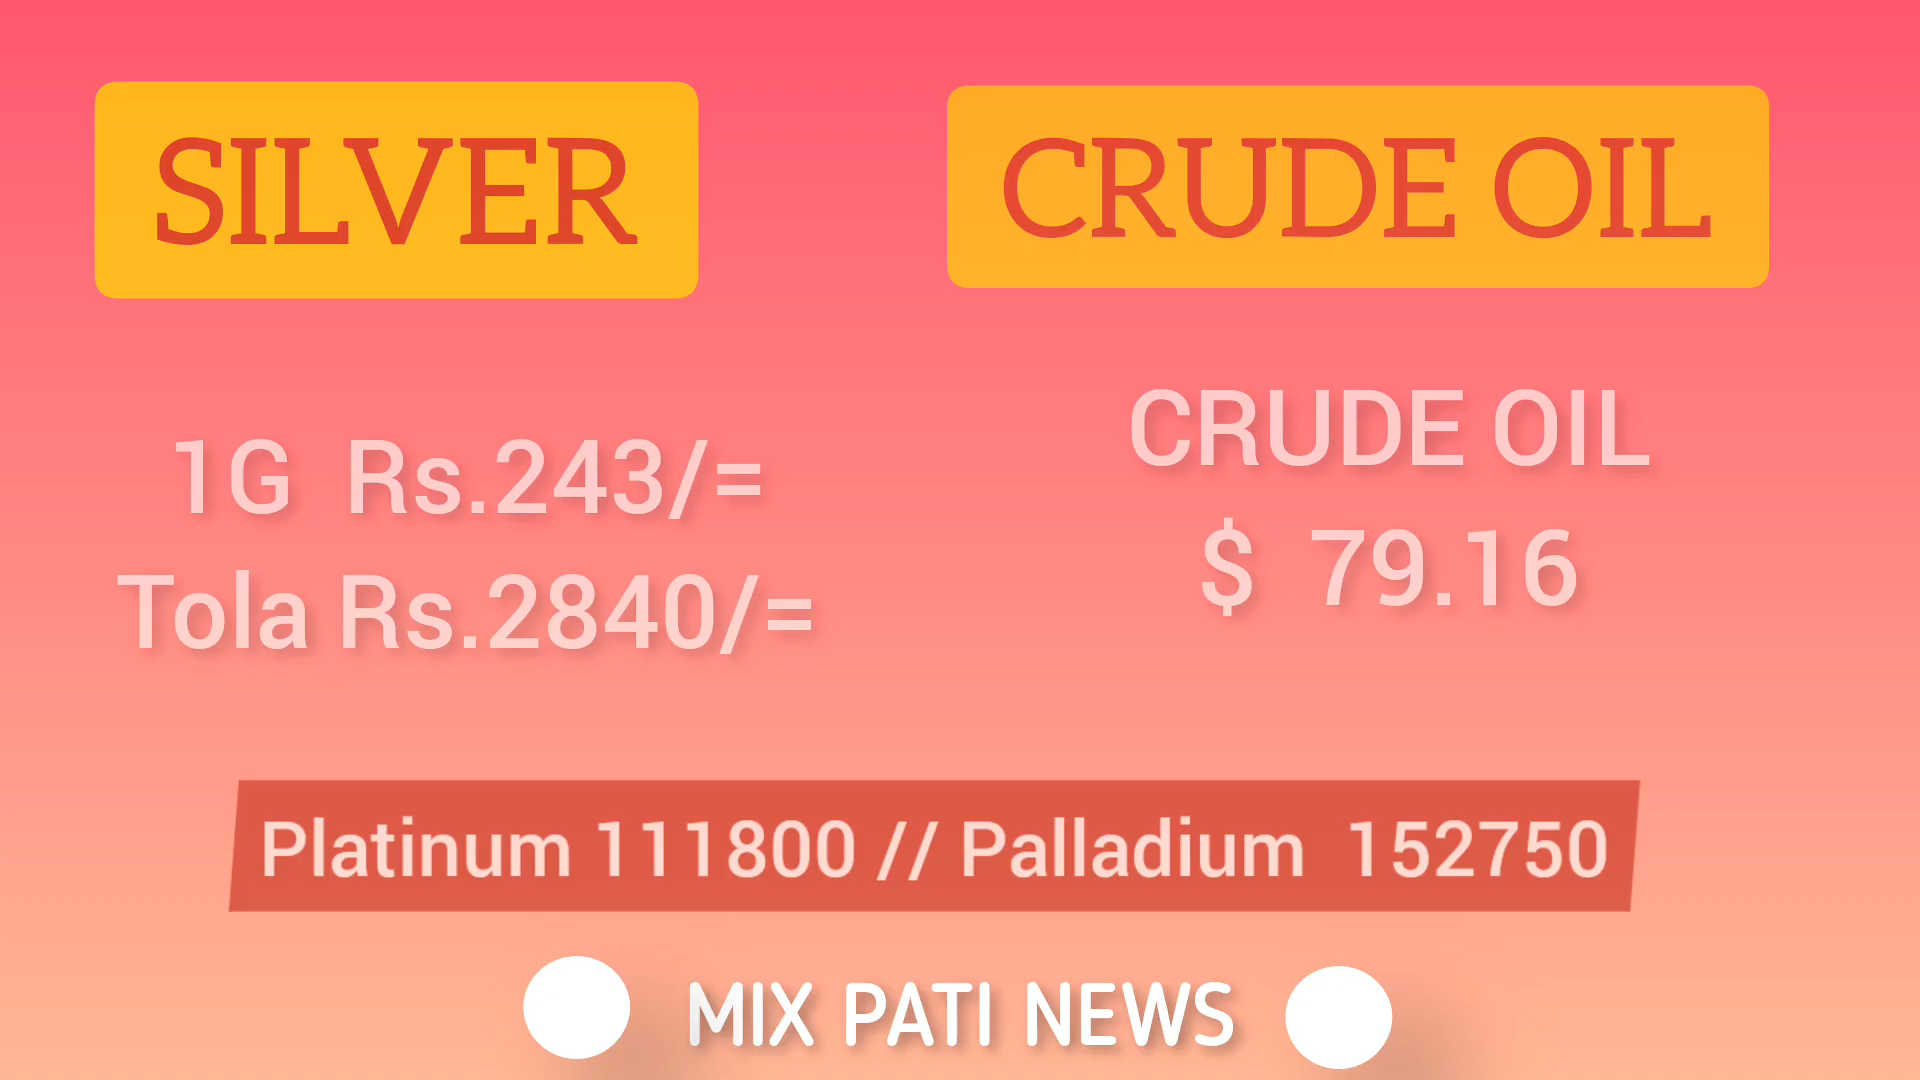 SILVER
CRUDE OIL
1G Rs.243/=
Tola Rs.2840/=
CRUDE OIL
$ 79.16
Platinum 111800 // Palladium 152750
MIX PATI NEWS